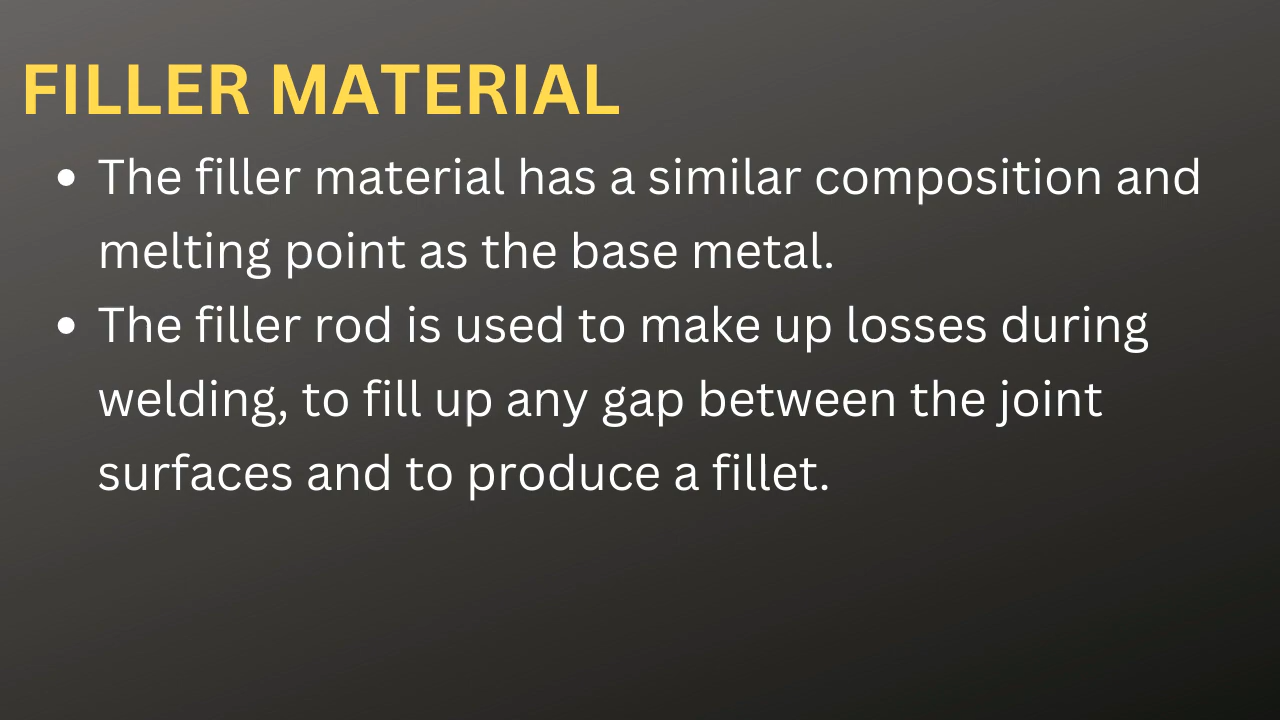 FILLER MATERIAL
• The filler material has a similar composition and
melting point as the base metal.
• The filler rod is used to make up losses during
welding, to fill up any gap between the joint
surfaces and to produce a fillet.